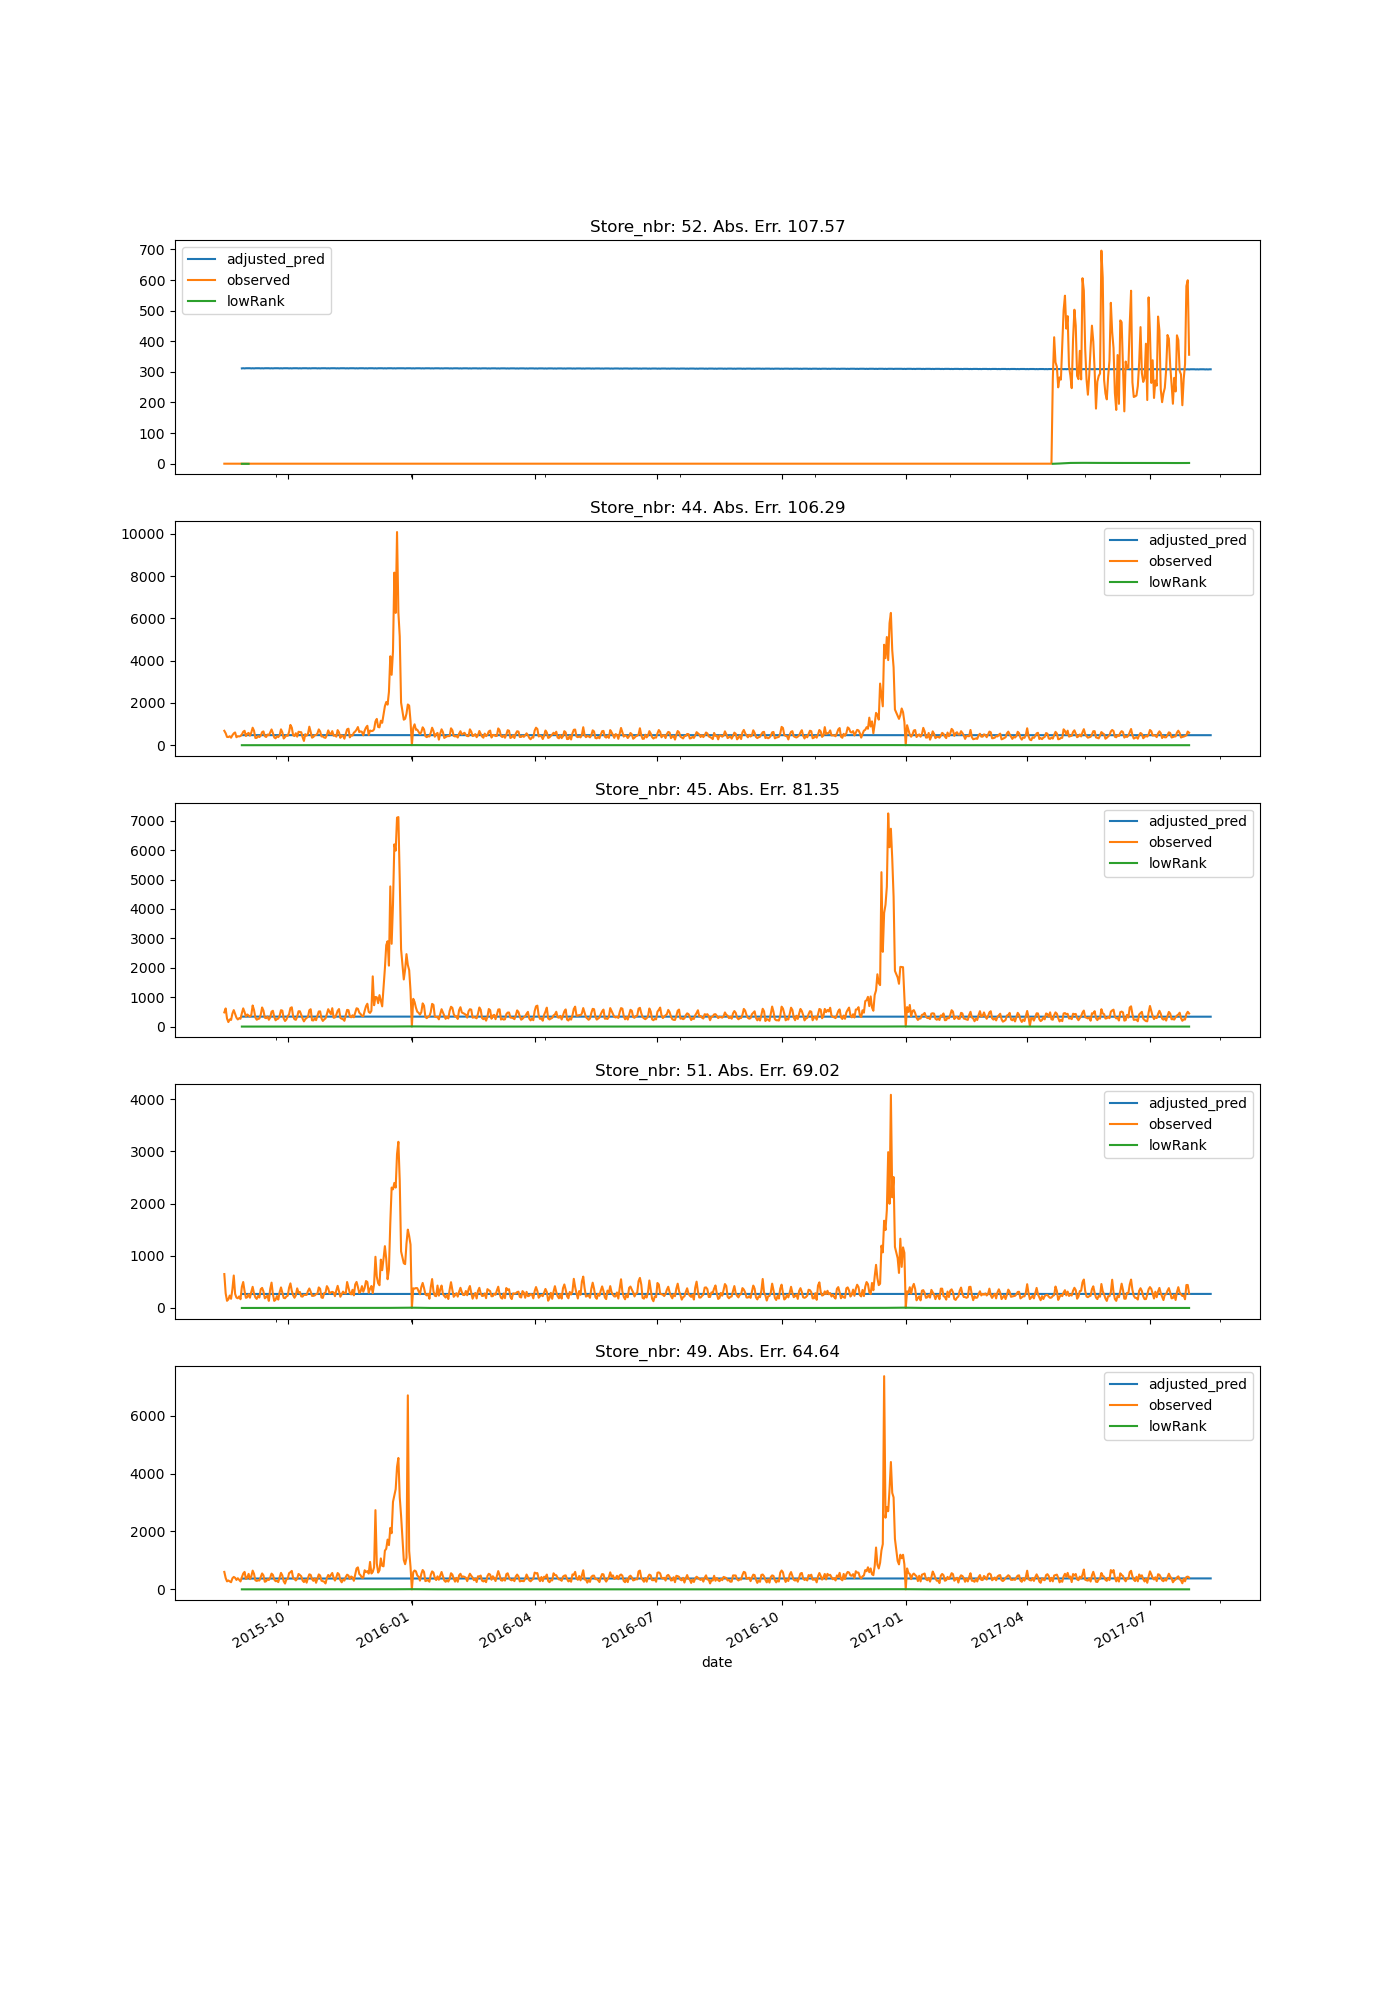 Store_nbr: 52. Abs. Err. 107.57
700
600
500
400
300
200
100
0
adjusted_pred
observed
lowRank
Store_nbr: 44. Abs. Err. 106.29
10000
8000
6000
4000
2000
0
adjusted_pred
observed
lowRank
Store_nbr: 45. Abs. Err. 81.35
7000
6000
5000
4000
3000
2000
1000
0
adjusted_pred
observed
lowRank
Store_nbr: 51. Abs. Err. 69.02
4000
3000
2000
1000
0
adjusted_pred
observed
lowRank
Store_nbr: 49. Abs. Err. 64.64
6000
4000
2000
0
adjusted_pred
observed
lowRank
2015-10
2016-01
2016-04
2016-07
2016-10
2017-01
2017-04
2017-07
date